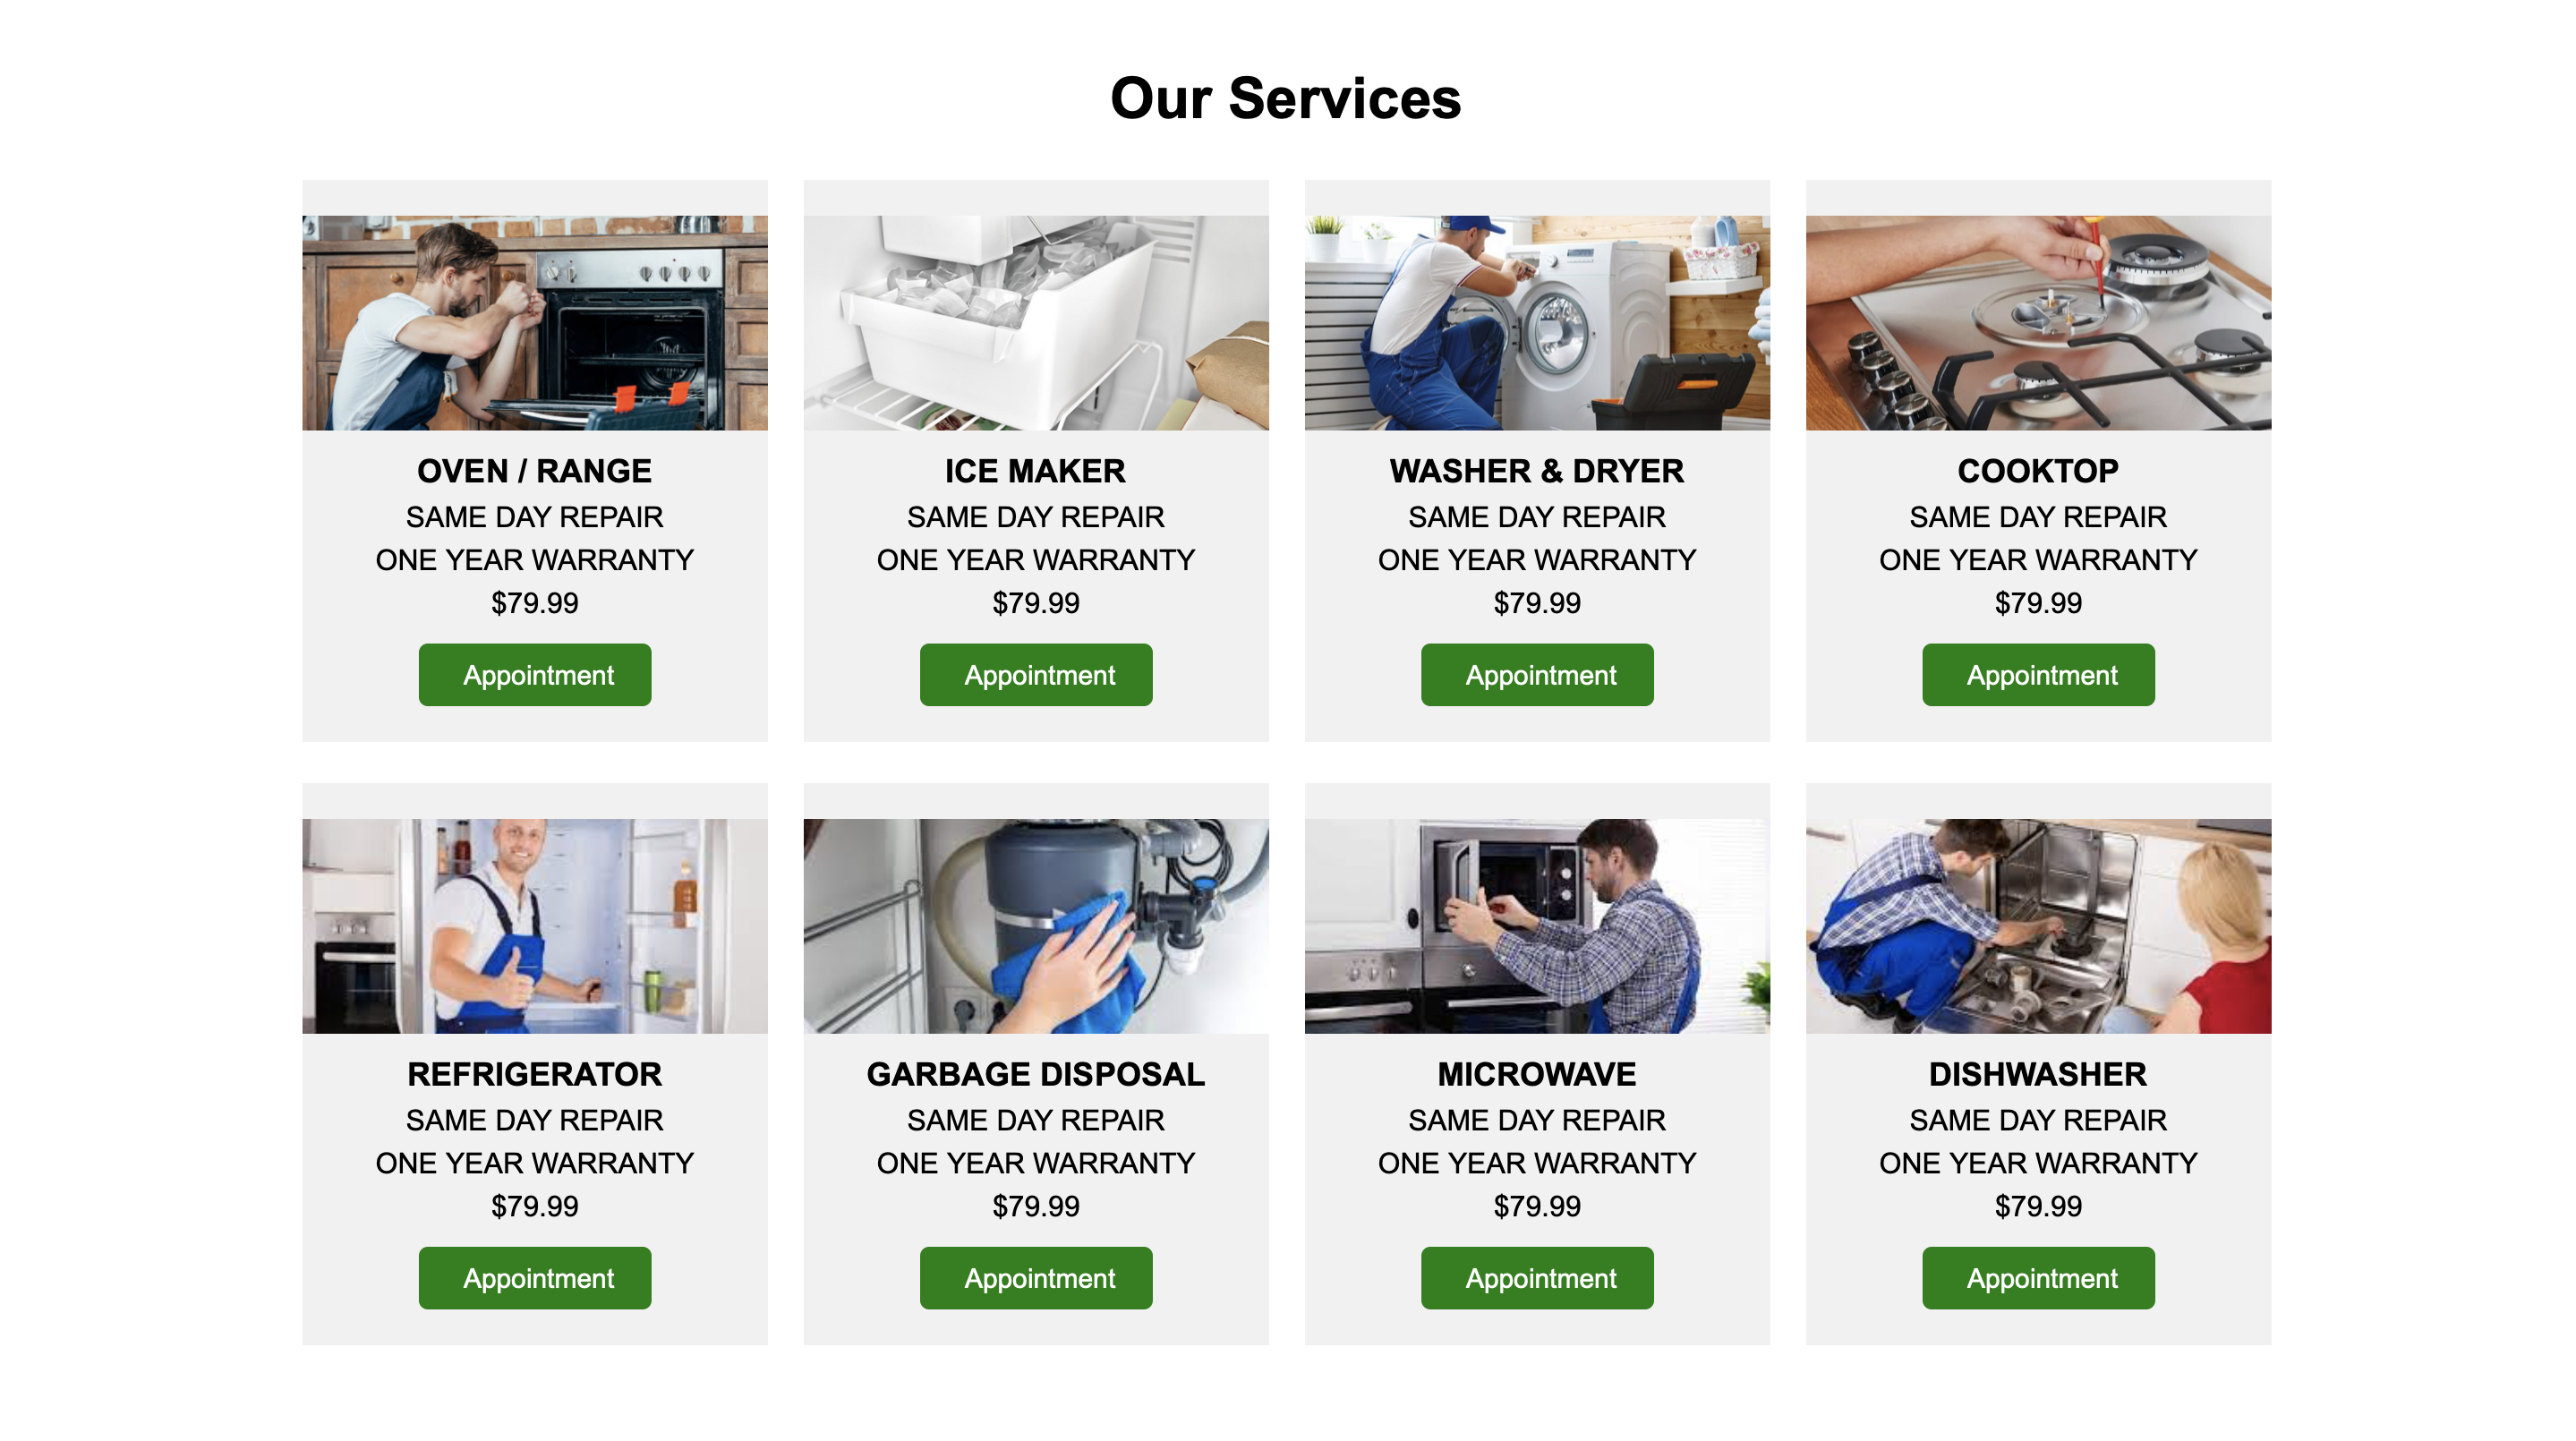 Our Services
OVEN / RANGE
SAME DAY REPAIR
ONE YEAR WARRANTY
$79.99
Appointment
ICE MAKER
SAME DAY REPAIR
ONE YEAR WARRANTY
$79.99
Appointment
WASHER & DRYER
SAME DAY REPAIR
ONE YEAR WARRANTY
$79.99
Appointment
COOKTOP
SAME DAY REPAIR
ONE YEAR WARRANTY
$79.99
Appointment
REFRIGERATOR
SAME DAY REPAIR
ONE YEAR WARRANTY
$79.99
Appointment
GARBAGE DISPOSAL
SAME DAY REPAIR
ONE YEAR WARRANTY
$79.99
Appointment
MICROWAVE
SAME DAY REPAIR
ONE YEAR WARRANTY
$79.99
Appointment
DISHWASHER
SAME DAY REPAIR
ONE YEAR WARRANTY
$79.99
Appointment